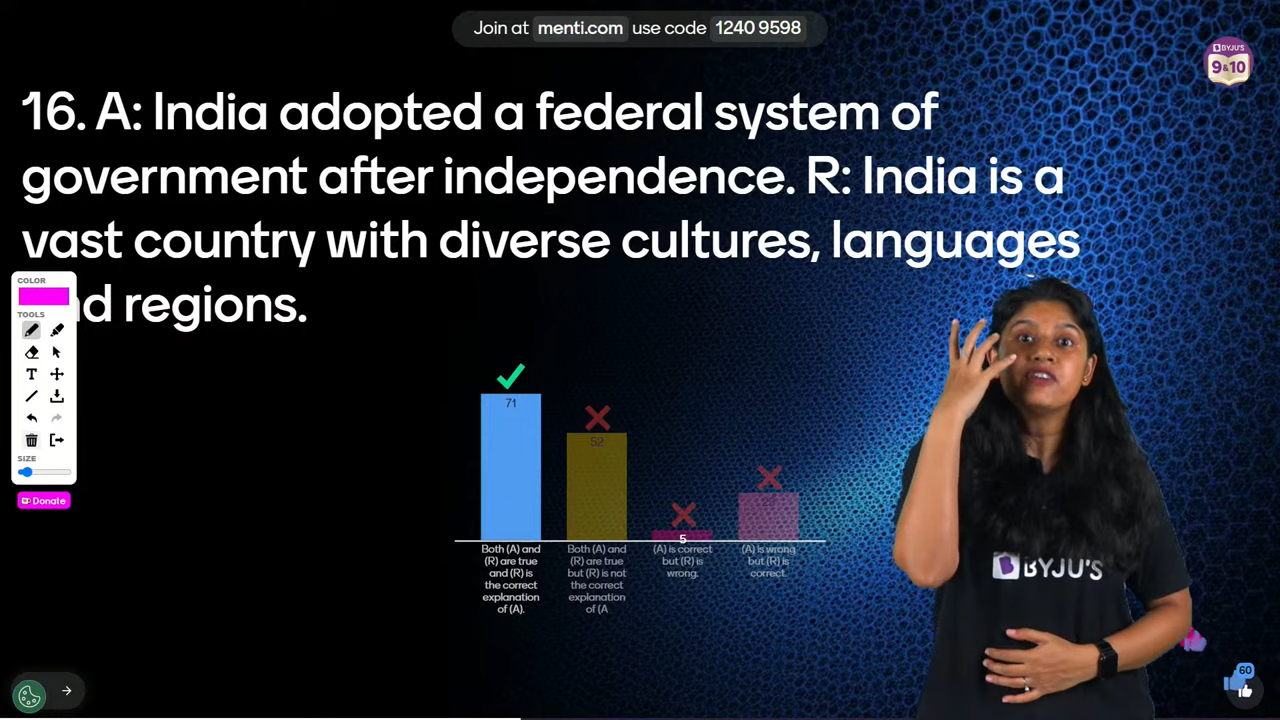 Join at menti.com use code 1240 9598
BYJU'S
9&10
16. A: India adopted a federal system of
government after independence. R: India is a
vast country with diverse cultures, languages
nd regions.
COLOR
TOOLS
T
SIZE
Donate
71
52
5
Both (A) and
(R) are true
and (R) is
the correct
explanation
of (A).
Both (A) and
(R) are true
but (R) is not
the correct
explanation
of (A
(A) is correct
but (R) is
wrong.
(A) is wrong
but (R) is
correct.
BYJU'S
60